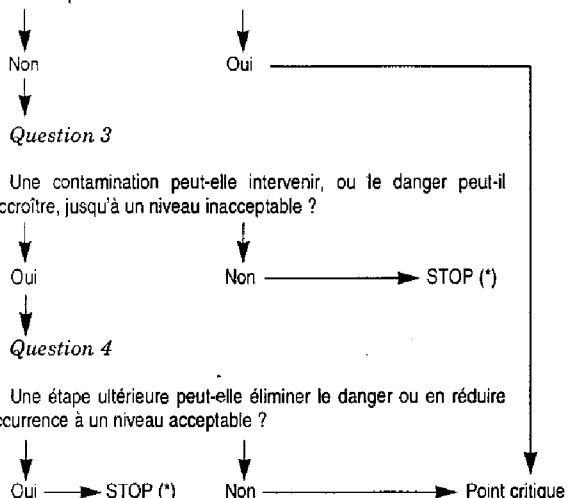 Non Oui
Question 3
Une contamination peut-elle intervenir, ou le danger peut-il
ccroître, jusqu'à un niveau inacceptable ?
Oui Non STOP (*)
Question 4
Une étape ultérieure peut-elle éliminer le danger ou en réduire
ccurrence à un niveau acceptable ?
Oui STOP (*) Non Point critique